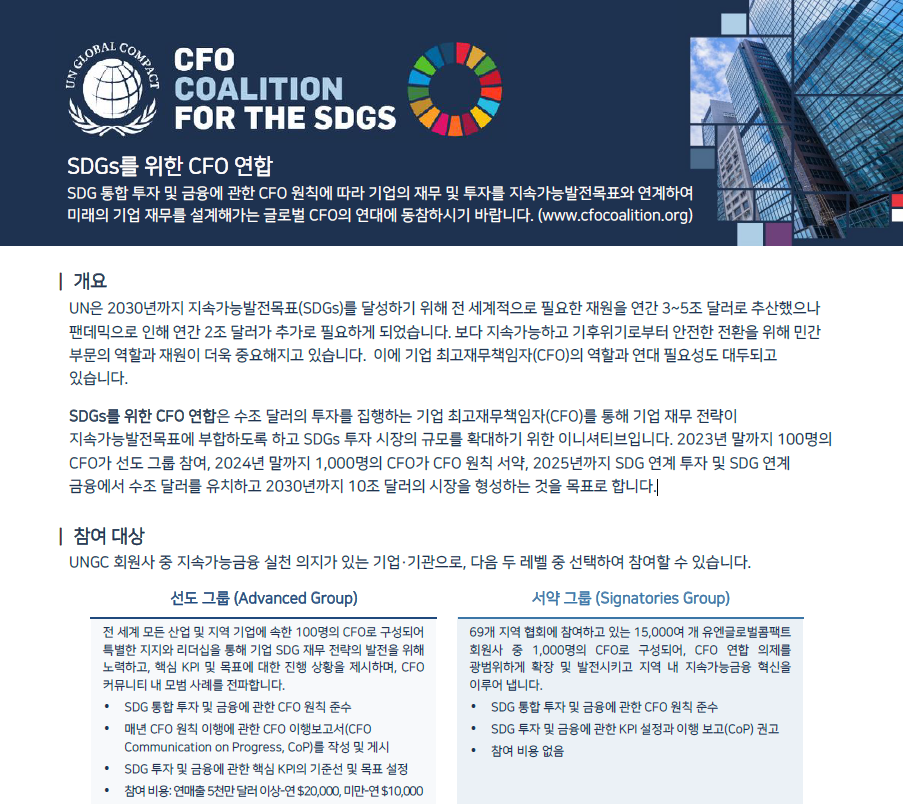 UN GLOBAL COMPACT
CFO
COALITION
FOR THE SDGS
SDGs를 위한 CFO 연합
SDG 통합 투자 및 금융에 관한 CFO 원칙에 따라 기업의 재무 및 투자를 지속가능발전목표와 연계하여
미래의 기업 재무를 설계해가는 글로벌 CFO의 연대에 동참하시기 바랍니다. (www.cfocoalition.org)
개요
UN은 2030년까지 지속가능발전목표(SDGs)를 달성하기 위해 전 세계적으로 필요한 재원을 연간 3~5조 달러로 추산했으나
팬데믹으로 인해 연간 2조 달러가 추가로 필요하게 되었습니다. 보다 지속가능하고 기후위기로부터 안전한 전환을 위해 민간
부문의 역할과 재원이 더욱 중요해지고 있습니다. 이에 기업 최고재무책임자(CFO)의 역할과 연대 필요성도 대두되고
있습니다.
SDGs를 위한 CFO 연합은 수조 달러의 투자를 집행하는 기업 최고재무책임자(CFO)를 통해 기업 재무 전략이
지속가능발전목표에 부합하도록 하고 SDGs 투자 시장의 규모를 확대하기 위한 이니셔티브입니다. 2023년 말까지 100명의
CFO가 선도 그룹 참여, 2024년 말까지 1,000명의 CFO가 CFO 원칙 서약, 2025년까지 SDG 연계 투자 및 SDG 연계
금융에서 수조 달러를 유치하고 2030년까지 10조 달러의 시장을 형성하는 것을 목표로 합니다.
참여 대상
UNGC 회원사 중 지속가능금융 실천 의지가 있는 기업·기관으로, 다음 두 레벨 중 선택하여 참여할 수 있습니다.
선도 그룹 (Advanced Group)
전 세계 모든 산업 및 지역 기업에 속한 100명의 CFO로 구성되어
특별한 지지와 리더십을 통해 기업 SDG 재무 전략의 발전을 위해
노력하고, 핵심 KPI 및 목표에 대한 진행 상황을 제시하며, CFO
커뮤니티 내 모범 사례를 전파합니다.
• SDG 통합 투자 및 금융에 관한 CFO 원칙 준수
• 매년 CFO 원칙 이행에 관한 CFO 이행보고서(CFO
Communication on Progress, CoP)를 작성 및 게시
• SDG 투자 및 금융에 관한 핵심 KPI의 기준선 및 목표 설정
• 참여 비용: 연매출 5천만 달러 이상-연 $20,000, 미만-연 $10,000
서약 그룹 (Signatories Group)
69개 지역 협회에 참여하고 있는 15,000여 개 유엔글로벌콤팩트
회원사 중 1,000명의 CFO로 구성되어, CFO 연합 의제를
광범위하게 확장 및 발전시키고 지역 내 지속가능금융 혁신을
이루어 냅니다.
• SDG 통합 투자 및 금융에 관한 CFO 원칙 준수
• SDG 투자 및 금융에 관한 KPI 설정과 이행 보고(CoP) 권고
• 참여 비용 없음